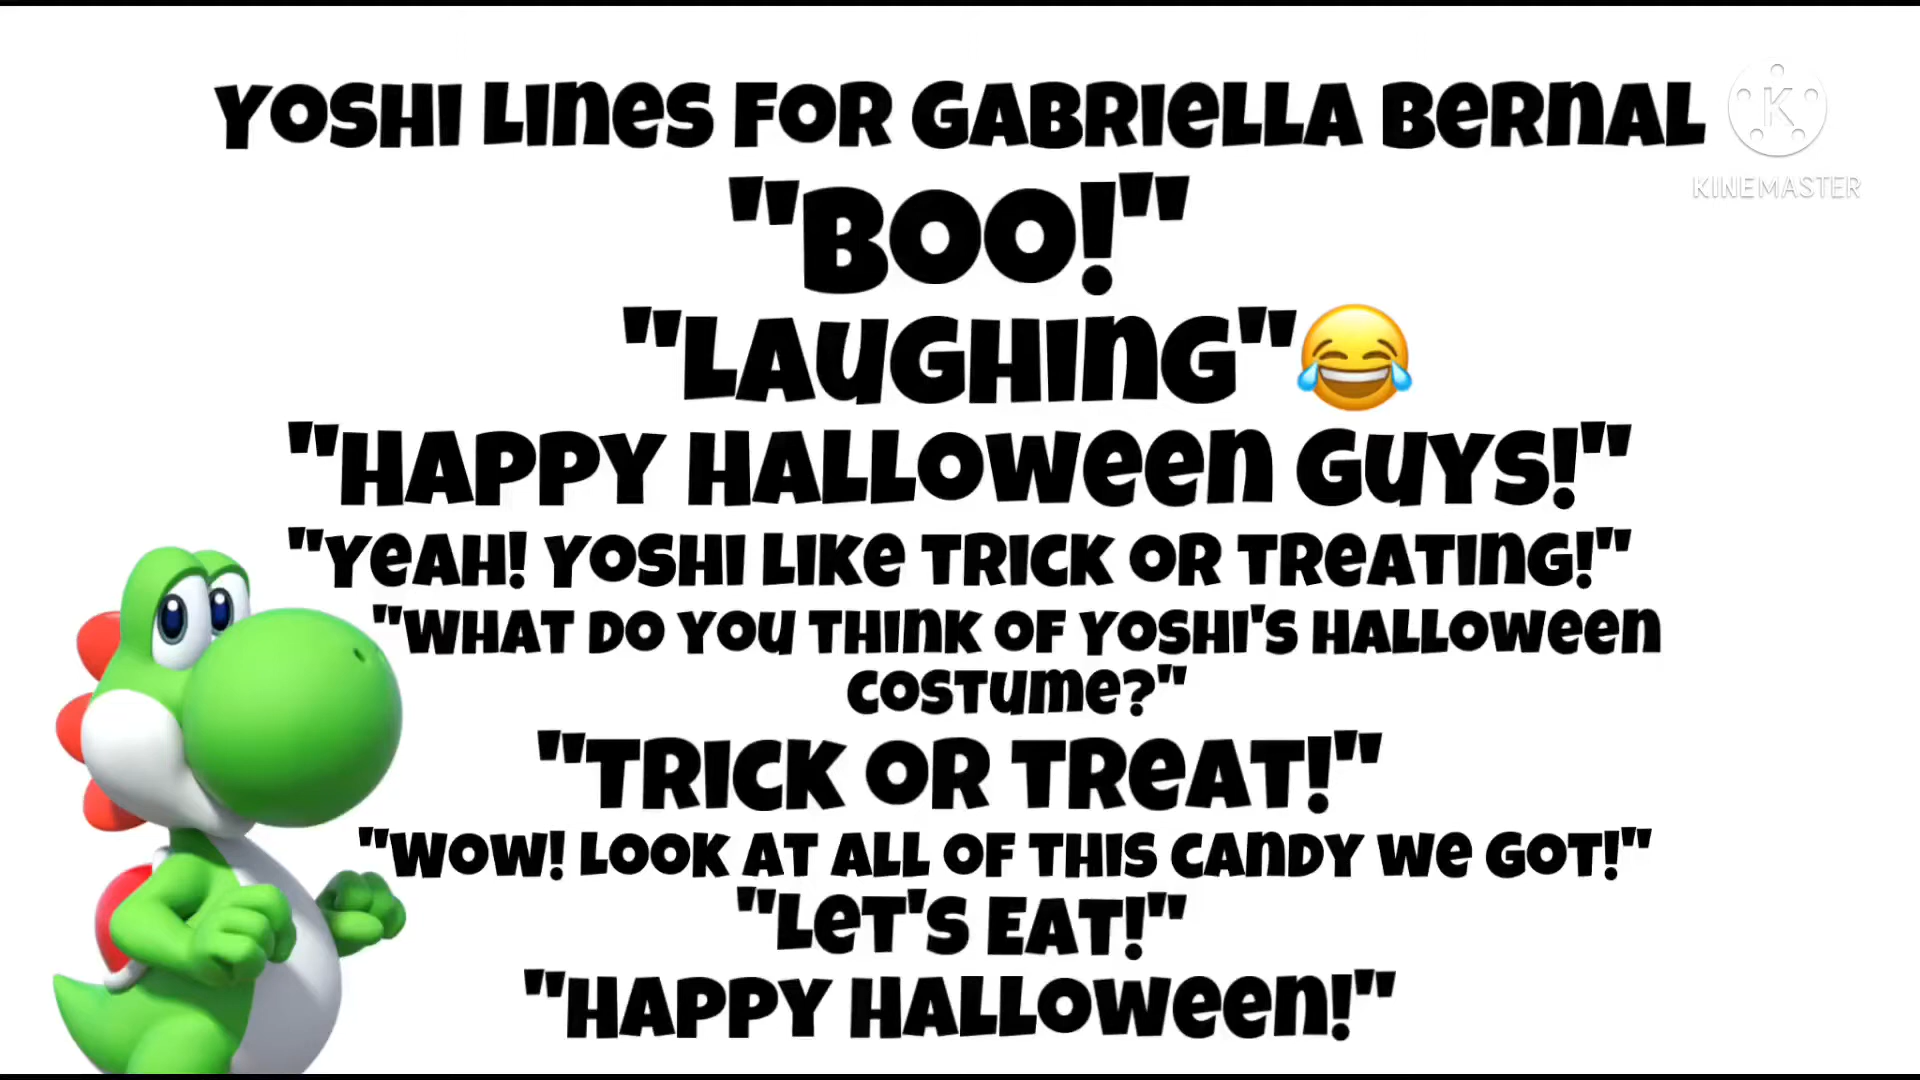 YOSHI LINES FOR GABRIELLA BERNAL
K
KINEMASTER
"BOO!"
"LAUGHING"😂
"HAPPY HALLOWEEN GUYS!"
"YEAH! YOSHI LIKE TRICK OR TREATING!"
"WHAT DO YOU THINK OF YOSHI'S HALLOWEEN
COSTUME?"
"TRICK OR TREAT!"
"WOW! LOOK AT ALL OF THIS CANDY WE GOT!"
"LET'S EAT!"
"HAPPY HALLOWEEN!"